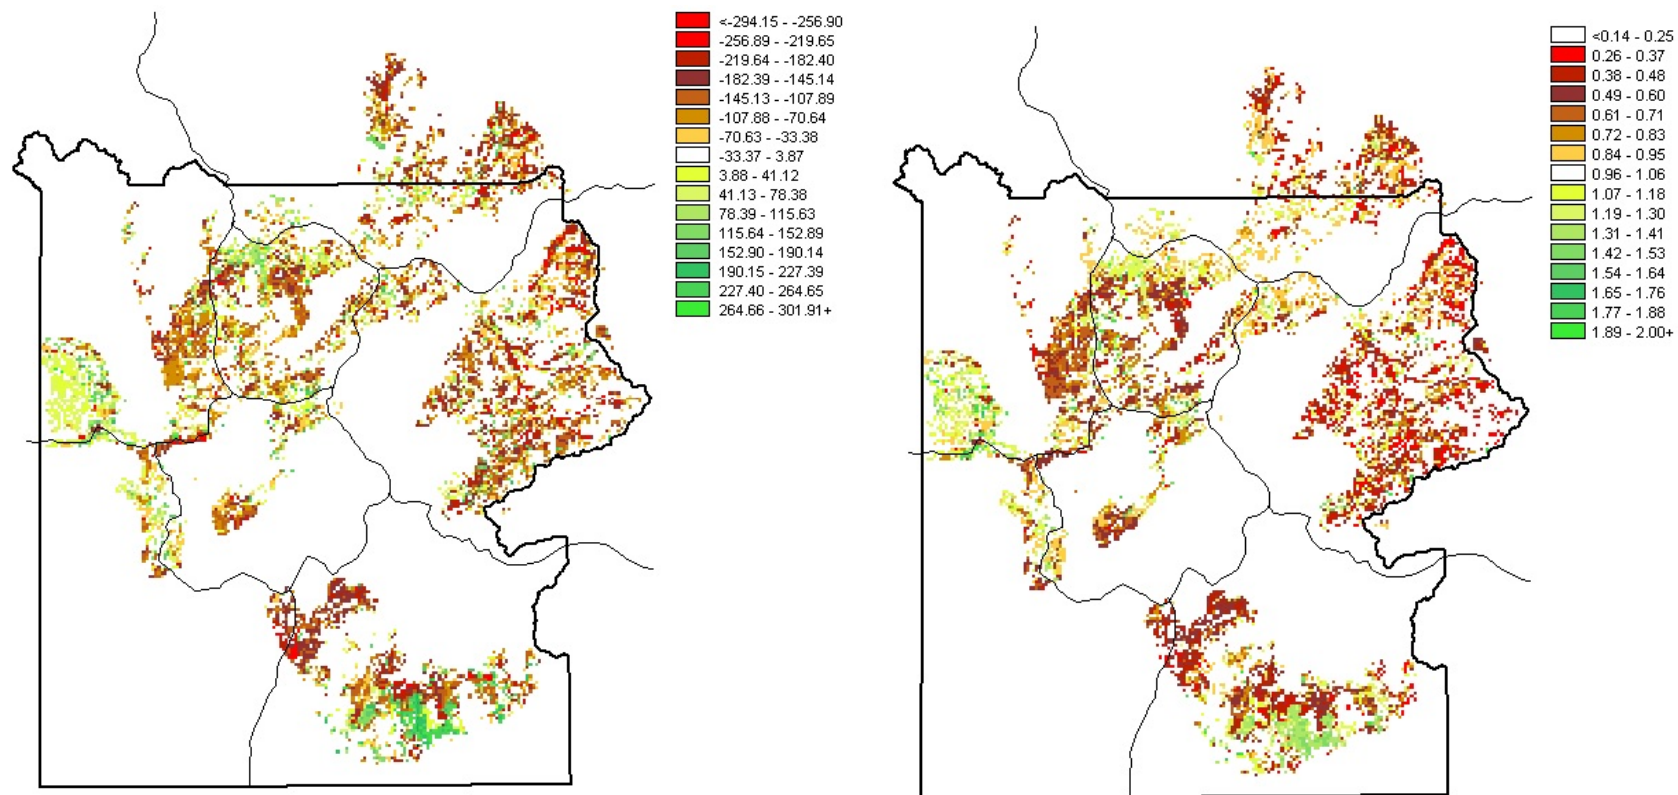 <-294.15 - -256.90
-256.89 - -219.65
-219.64 - -182.40
-182.39 - -145.14
-145.13 - -107.89
-107.88 - -70.64
-70.63 - -33.38
-33.37 - 3.87
3.88 - 41.12
41.13 - 78.38
78.39 - 115.63
115.64 - 152.89
152.90 - 190.14
190.15 - 227.39
227.40 - 264.65
264.66 - 301.91+
<0.14 - 0.25
0.26 - 0.37
0.38 - 0.48
0.49 - 0.60
0.61 - 0.71
0.72 - 0.83
0.84 - 0.95
0.96 - 1.06
1.07 - 1.18
1.19 - 1.30
1.31 - 1.41
1.42 - 1.53
1.54 - 1.64
1.65 - 1.76
1.77 - 1.88
1.89 - 2.00+